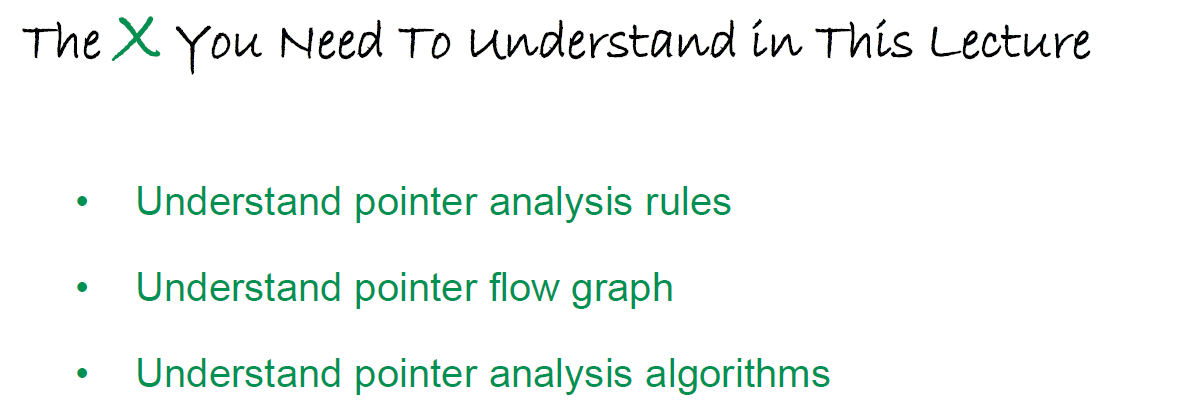 The X You Need To Understand in This Lecture
• Understand pointer analysis rules
• Understand pointer flow graph
• Understand pointer analysis algorithms